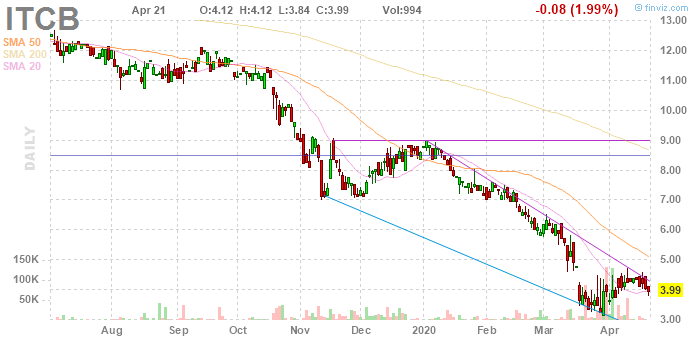 ITCB Apr 21 O:4.12 H:4.12 L:3.84 C:3.99 Vol:994 -0.08 (1.99%) © finviz.com
SMA 50
SMA 200
SMA 20
DAILY
13.00
12.00
11.00
10.00
9.00
8.00
7.00
6.00
5.00
3.99
3.00
150K
100K
50K
Aug Sep Oct Nov Dec 2020 Feb Mar Apr